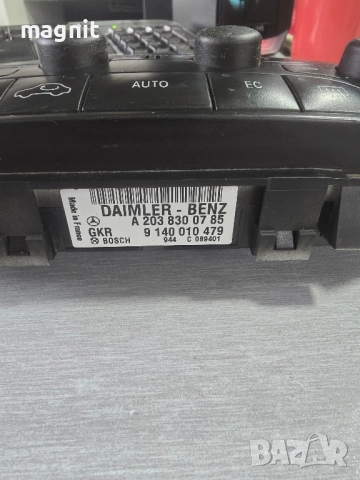 magnit
AUTO
EC
Made in France
DAIMLER - BENZ
A 203 830 07 85
GKR 9 140 010 479
BOSCH 944 C 089401
BAZAR